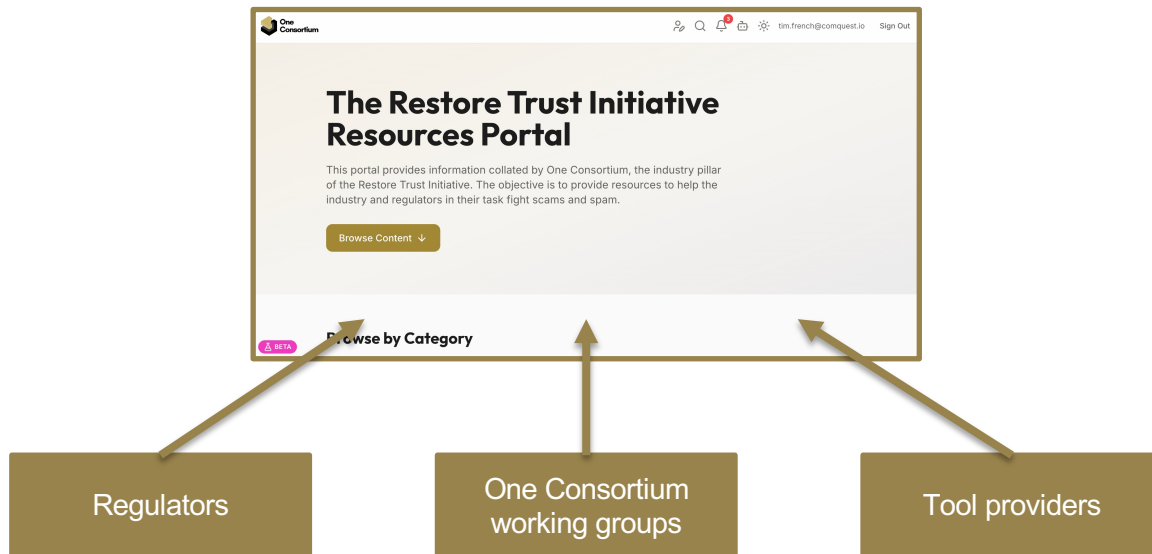 One
Consortium
3
tim.french@comquest.io
Sign Out
The Restore Trust Initiative
Resources Portal
This portal provides information collated by One Consortium, the industry pillar
of the Restore Trust Initiative. The objective is to provide resources to help the
industry and regulators in their task fight scams and spam.
Browse Content ↓
Browse by Category
BETA
Regulators
One Consortium
working groups
Tool providers